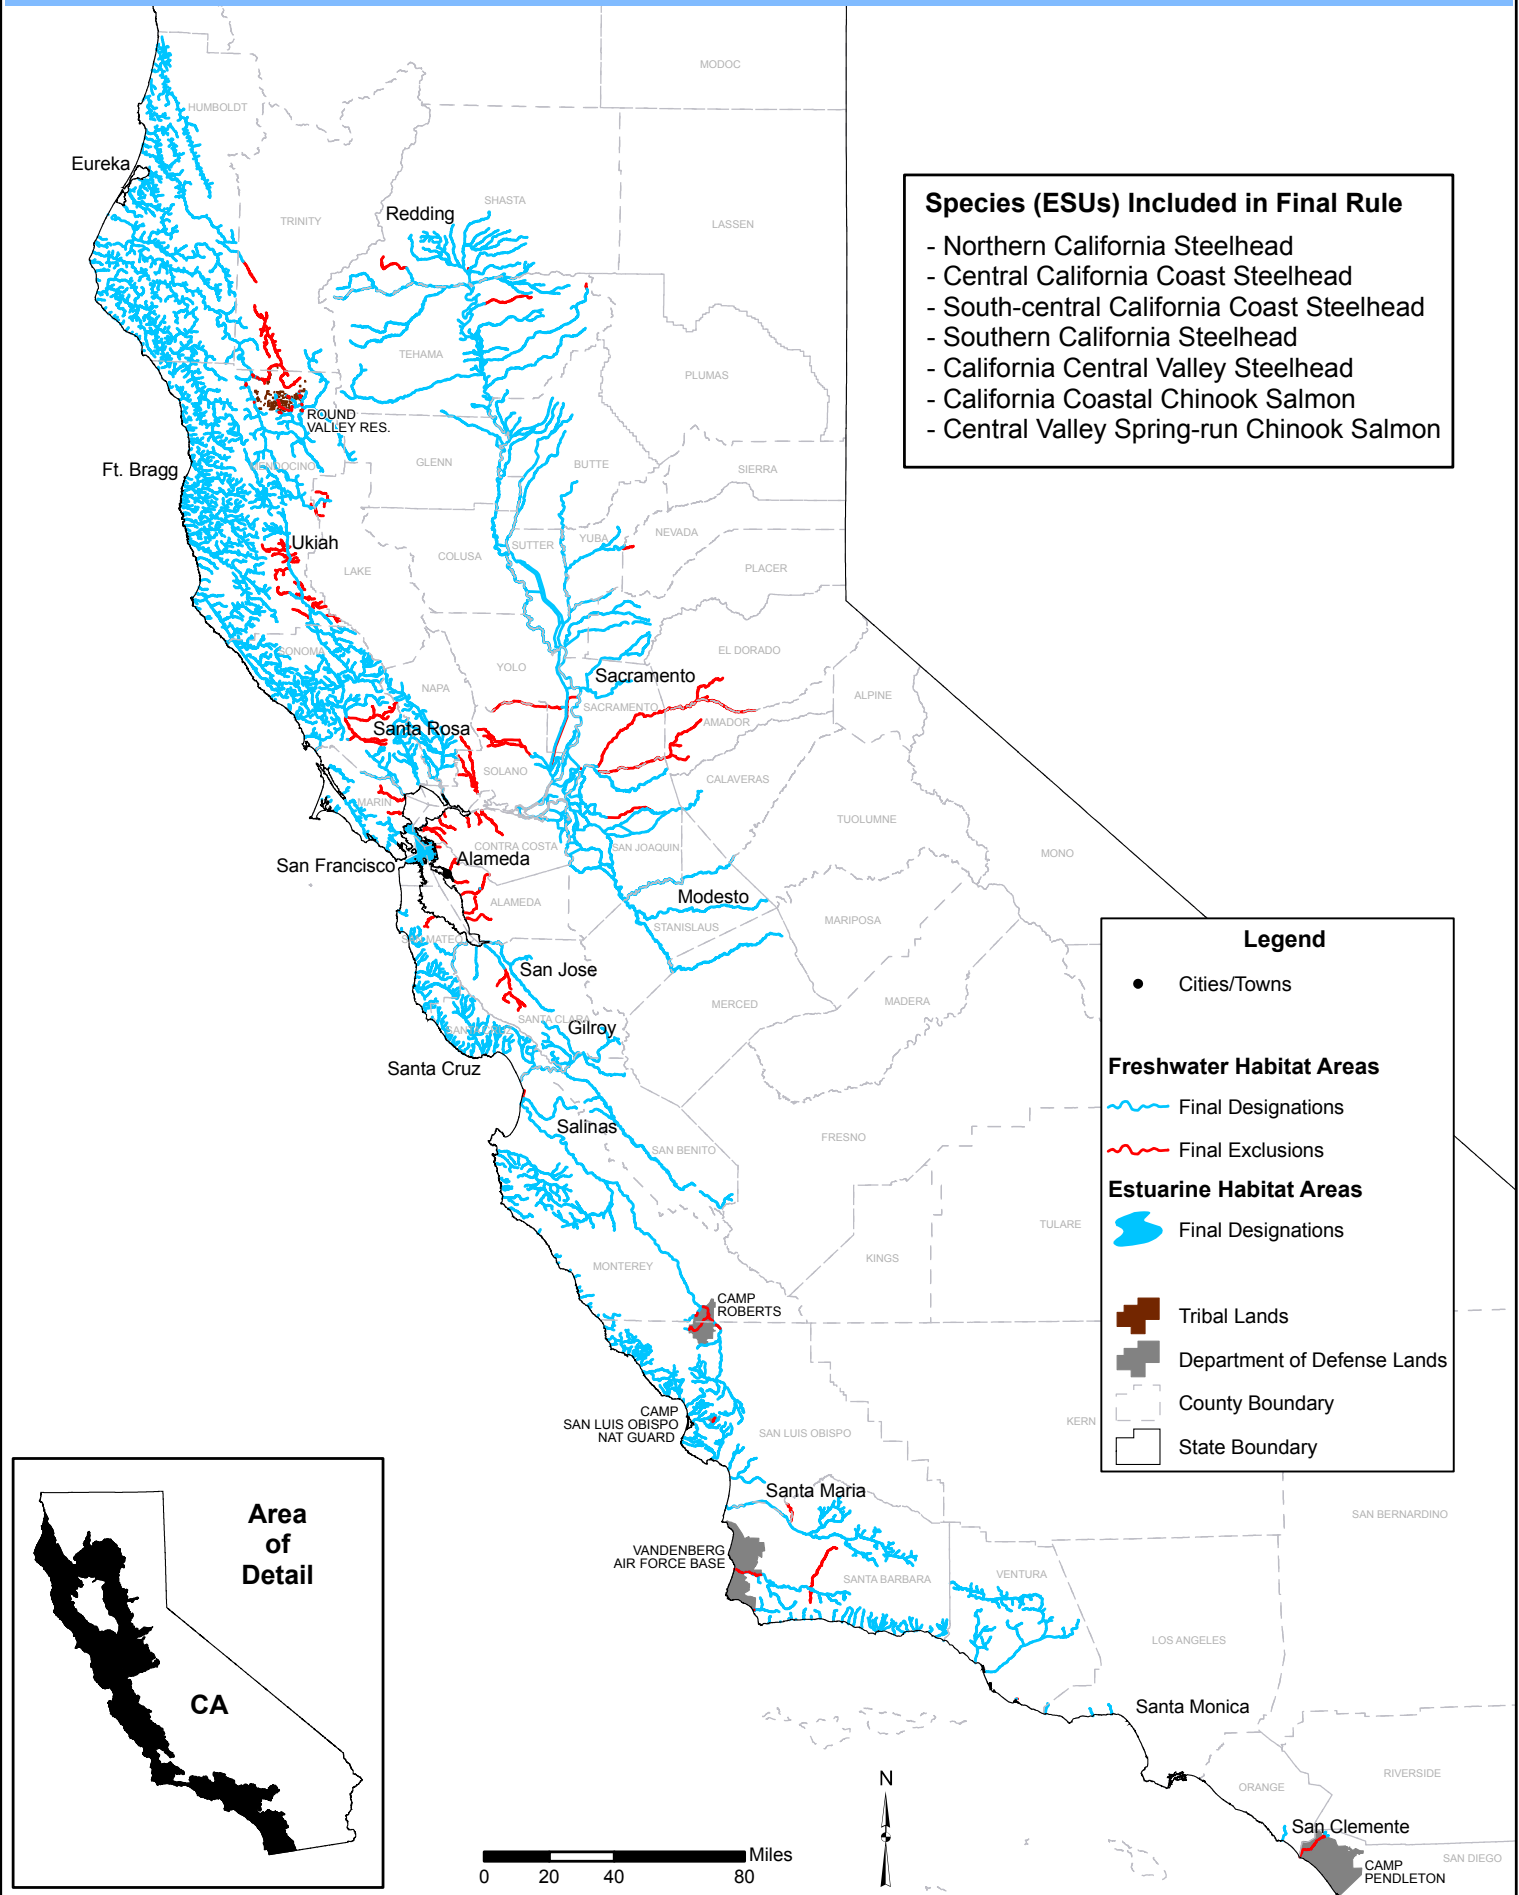 MODOC
HUMBOLDT
Eureka
TRINITY
SHASTA
Redding
LASSEN
Species (ESUs) Included in Final Rule
- Northern California Steelhead
- Central California Coast Steelhead
- South-central California Coast Steelhead
- Southern California Steelhead
- California Central Valley Steelhead
- California Coastal Chinook Salmon
- Central Valley Spring-run Chinook Salmon
TEHAMA
PLUMAS
ROUND
VALLEY RES.
Ft. Bragg
MENDOCINO
GLENN
BUTTE
SIERRA
Ukiah
COLUSA
SUTTER
YUBA
NEVADA
LAKE
PLACER
SONOMA
YOLO
EL DORADO
NAPA
Sacramento
SACRAMENTO
ALPINE
Santa Rosa
AMADOR
SOLANO
CALAVERAS
MARIN
TUOLUMNE
CONTRA COSTA
SAN JOAQUIN
MONO
San Francisco
Alameda
ALAMEDA
Modesto
MARIPOSA
STANISLAUS
SAN MATEO
San Jose
MERCED
MADERA
SANTA CLARA
Gilroy
SANTA CRUZ
Santa Cruz
Salinas
FRESNO
SAN BENITO
TULARE
KINGS
MONTEREY
CAMP
ROBERTS
Legend
Cities/Towns
Freshwater Habitat Areas
Final Designations
Final Exclusions
Estuarine Habitat Areas
Final Designations
Tribal Lands
Department of Defense Lands
County Boundary
State Boundary
CAMP
SAN LUIS OBISPO
NAT GUARD
SAN LUIS OBISPO
KERN
Santa Maria
SAN BERNARDINO
VANDENBERG
AIR FORCE BASE
SANTA BARBARA
VENTURA
LOS ANGELES
Santa Monica
ORANGE
RIVERSIDE
San Clemente
SAN DIEGO
CAMP
PENDLETON
Area
of
Detail
CA
N
Miles
0 20 40 80